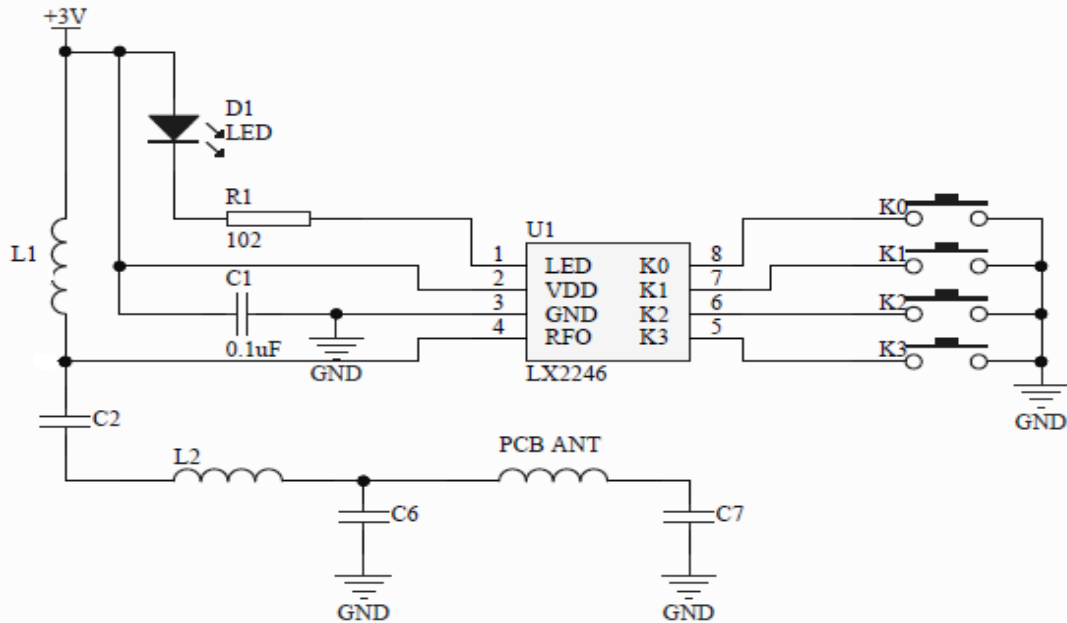 +3V
D1
LED
R1
102
L1
C1
0.1uF
GND
U1
1 LED K0 8
2 VDD K1 7
3 GND K2 6
4 RFO K3 5
LX2246
K0
K1
K2
K3
GND
C2
L2
PCB ANT
C6
C7
GND
GND